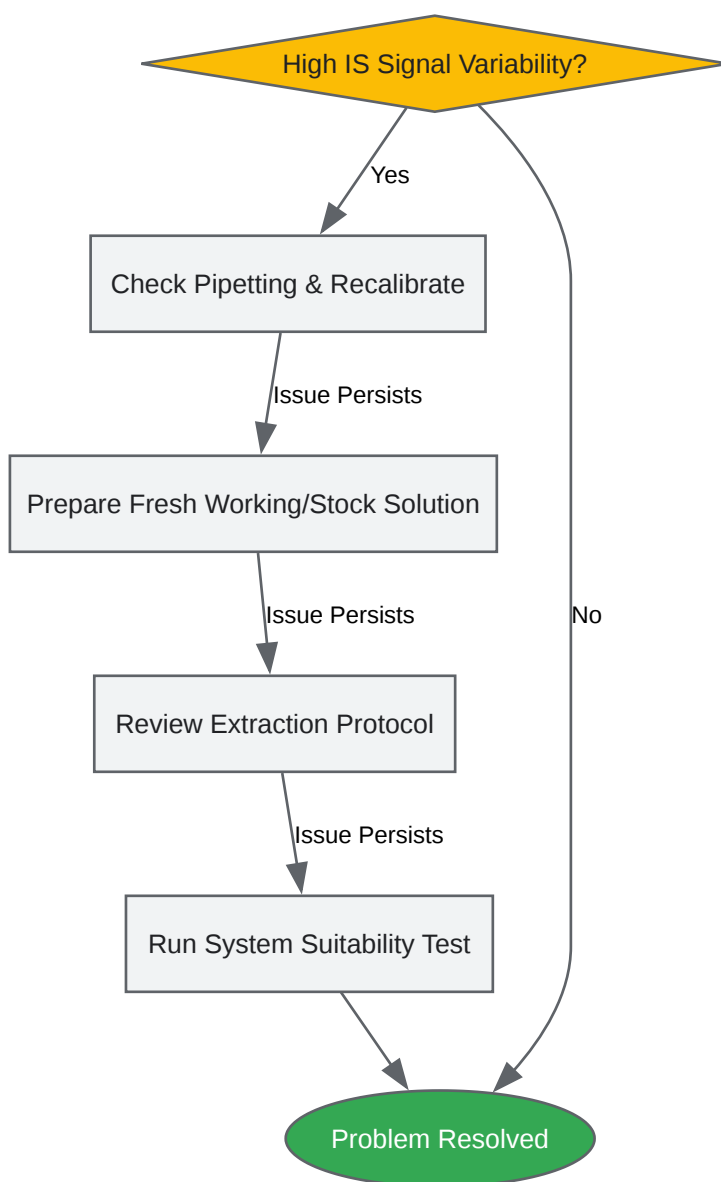 High IS Signal Variability?
Yes
Check Pipetting & Recalibrate
Issue Persists
Prepare Fresh Working/Stock Solution
Issue Persists
No
Review Extraction Protocol
Issue Persists
Run System Suitability Test
Problem Resolved